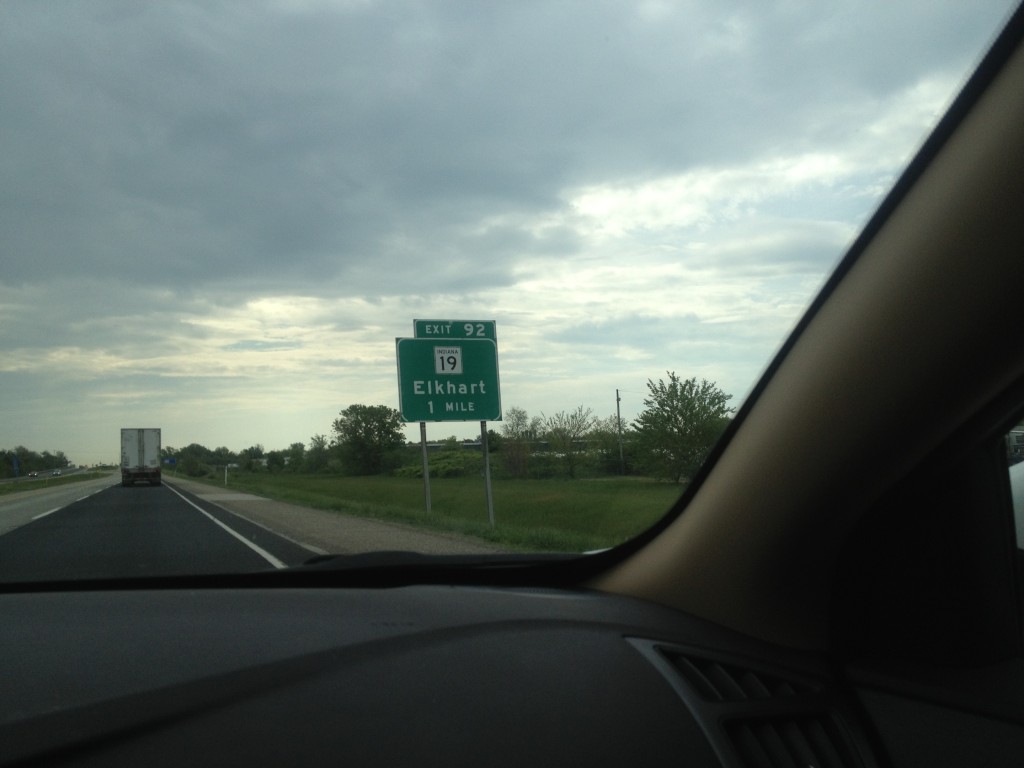 EXIT 92
INDIANA
19
Elkhart
1 MILE